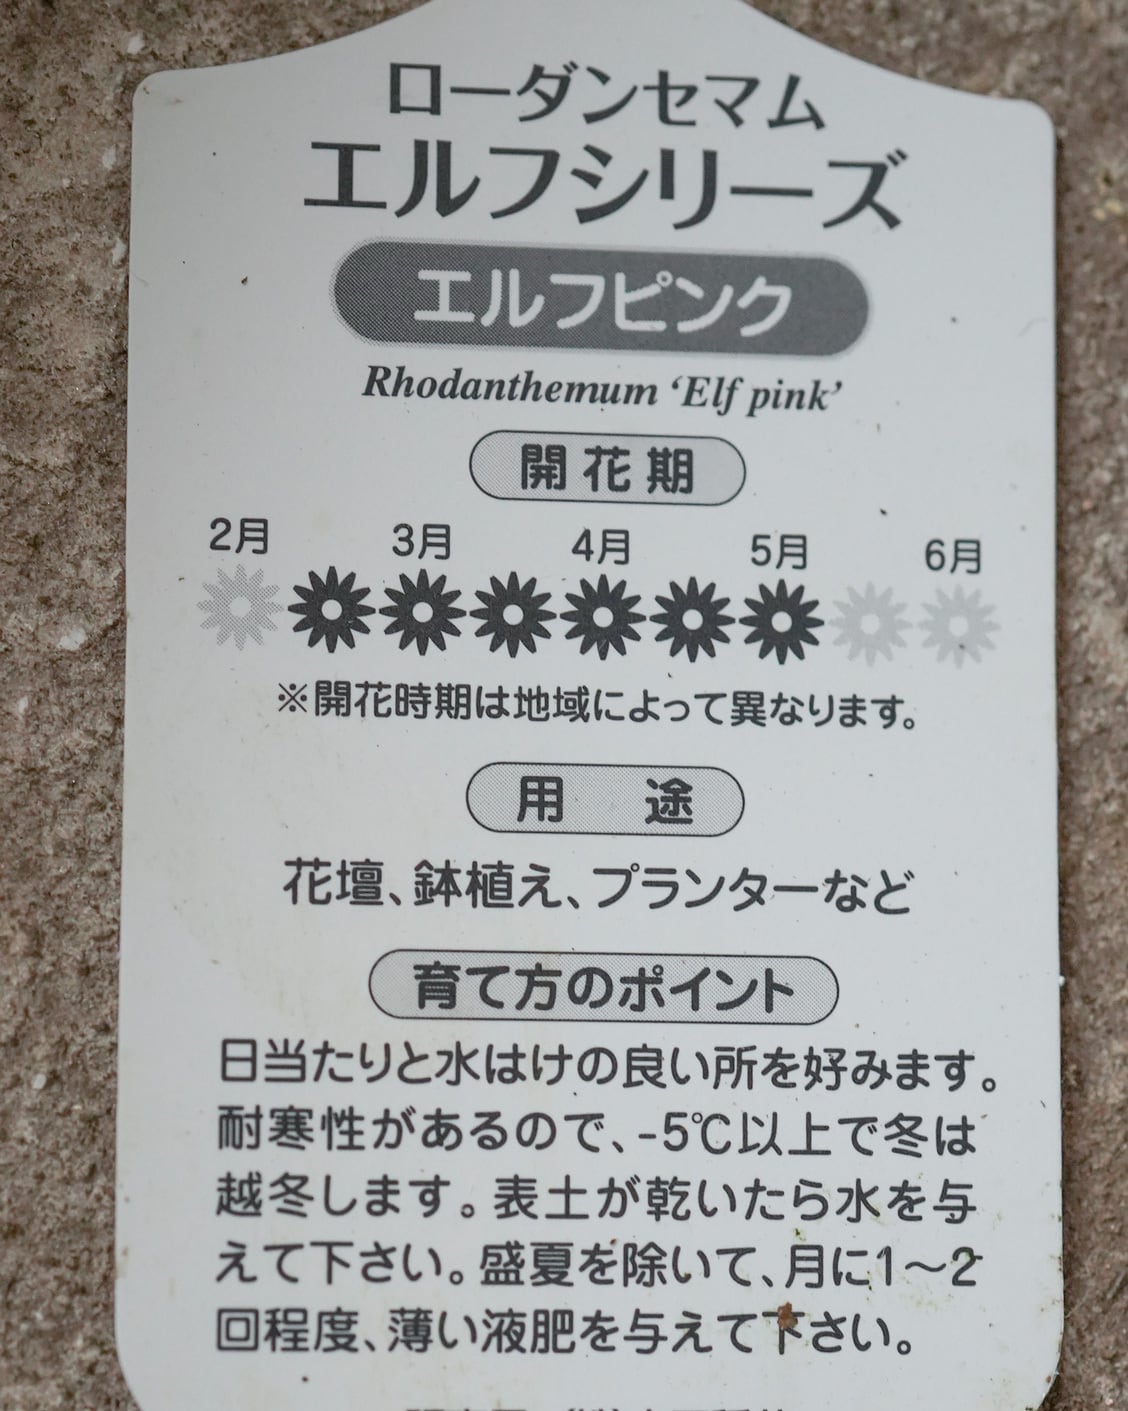 ローダンセマム
エルフシリーズ
エルフピンク
Rhodanthemum ‘Elf pink’
開花期
2月 3月 4月 5月 6月
※開花時期は地域によって異なります。
用 途
花壇、鉢植え、プランターなど
育て方のポイント
日当たりと水はけの良い所を好みます。
耐寒性があるので、-5℃以上で冬は
越冬します。表土が乾いたら水を与
えて下さい。盛夏を除いて、月に1〜2
回程度、薄い液肥を与えて下さい。